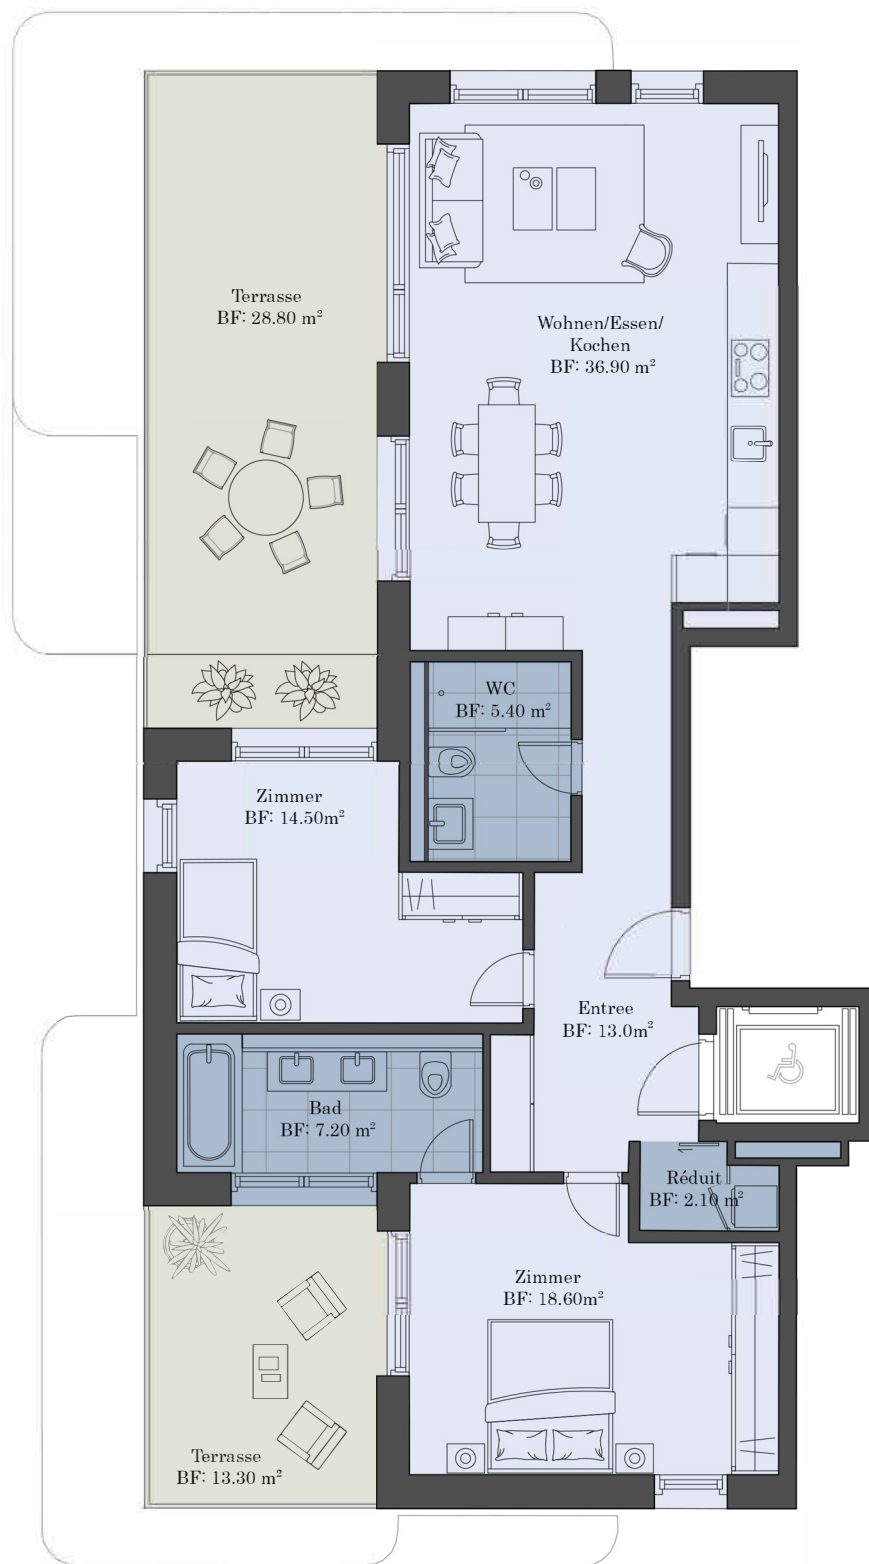 Terrasse
BF: 28.80 m²
Wohnen/Essen/
Kochen
BF: 36.90 m²
WC
BF: 5.40 m²
Zimmer
BF: 14.50m²
Entree
BF: 13.0m²
Bad
BF: 7.20 m²
Réduit
BF: 2.10 m²
Zimmer
BF: 18.60m²
Terrasse
BF: 13.30 m²